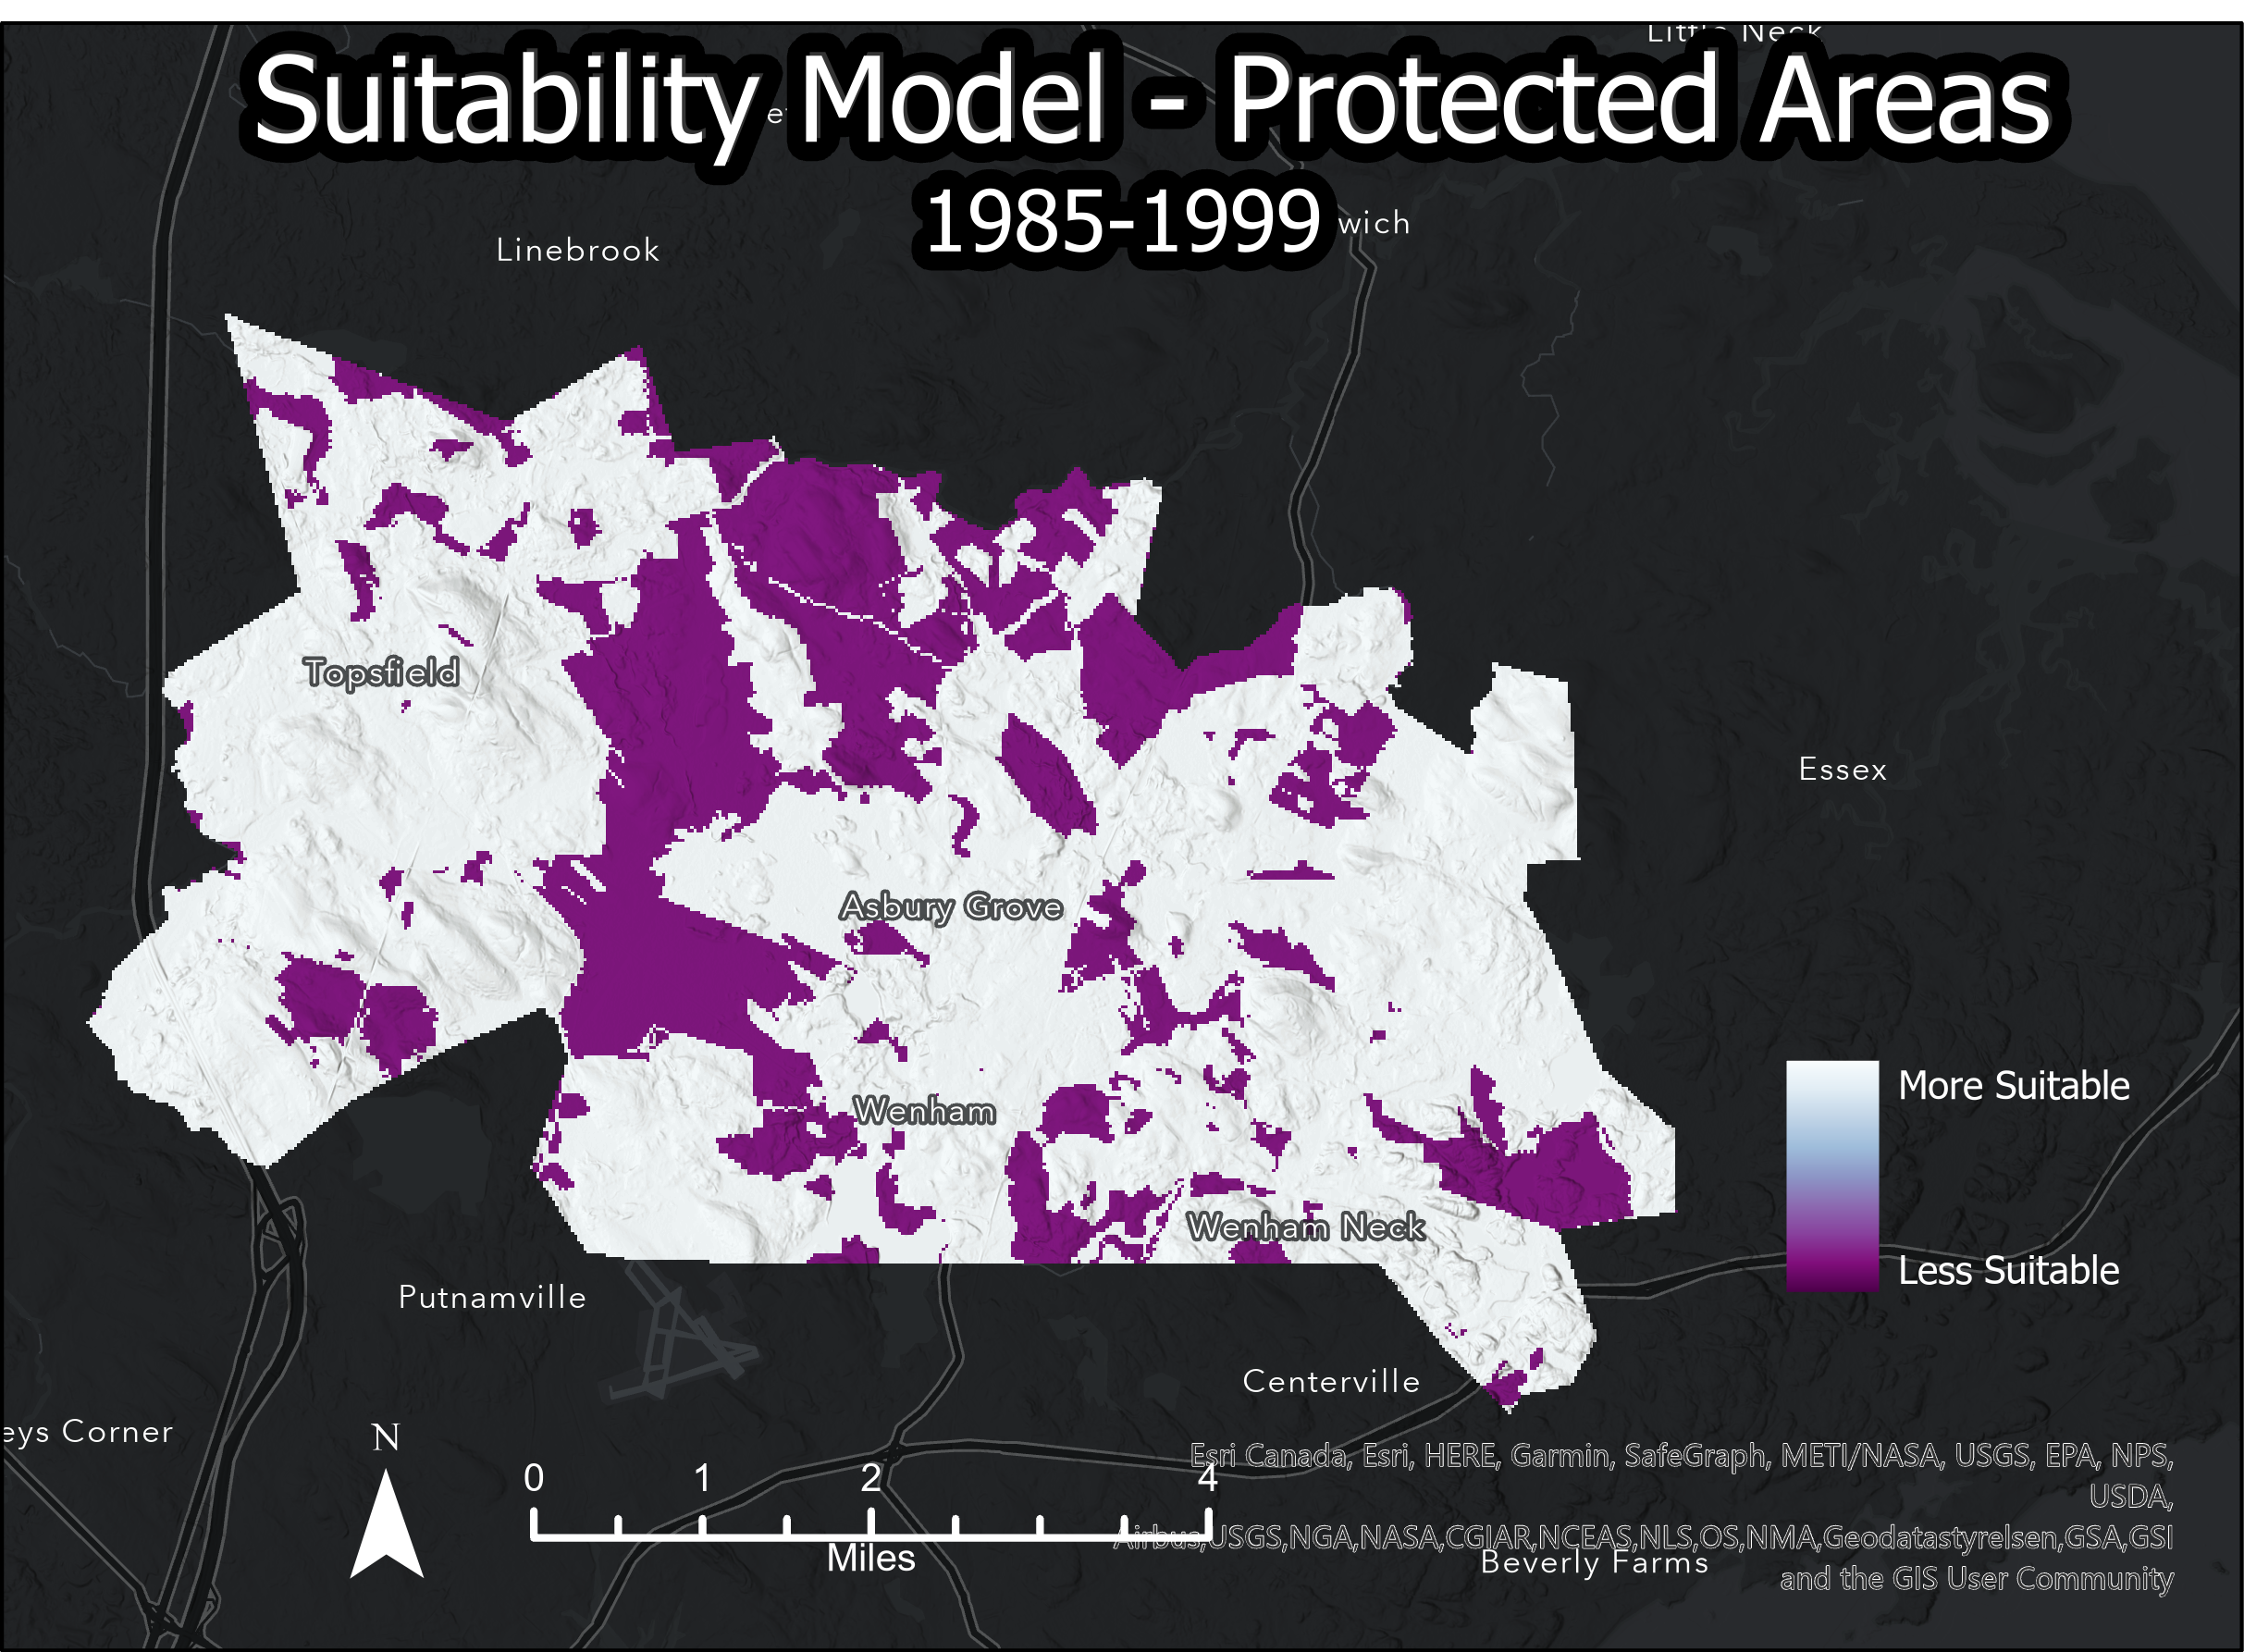 Little Neck
Suitability Model - Protected Areas
1985-1999
wich
Linebrook
Topsfield
Essex
Asbury Grove
More Suitable
Wenham
Wenham Neck
Less Suitable
Putnamville
Centerville
eys Corner
N
0 1 2 4
Miles
Esri Canada, Esri, HERE, Garmin, SafeGraph, METI/NASA, USGS, EPA, NPS,
USDA,
Airbus,USGS,NGA,NASA,CGIAR,NCEAS,NLS,OS,NMA,Geodatastyrelsen,GSA,GSI
Beverly Farms
and the GIS User Community